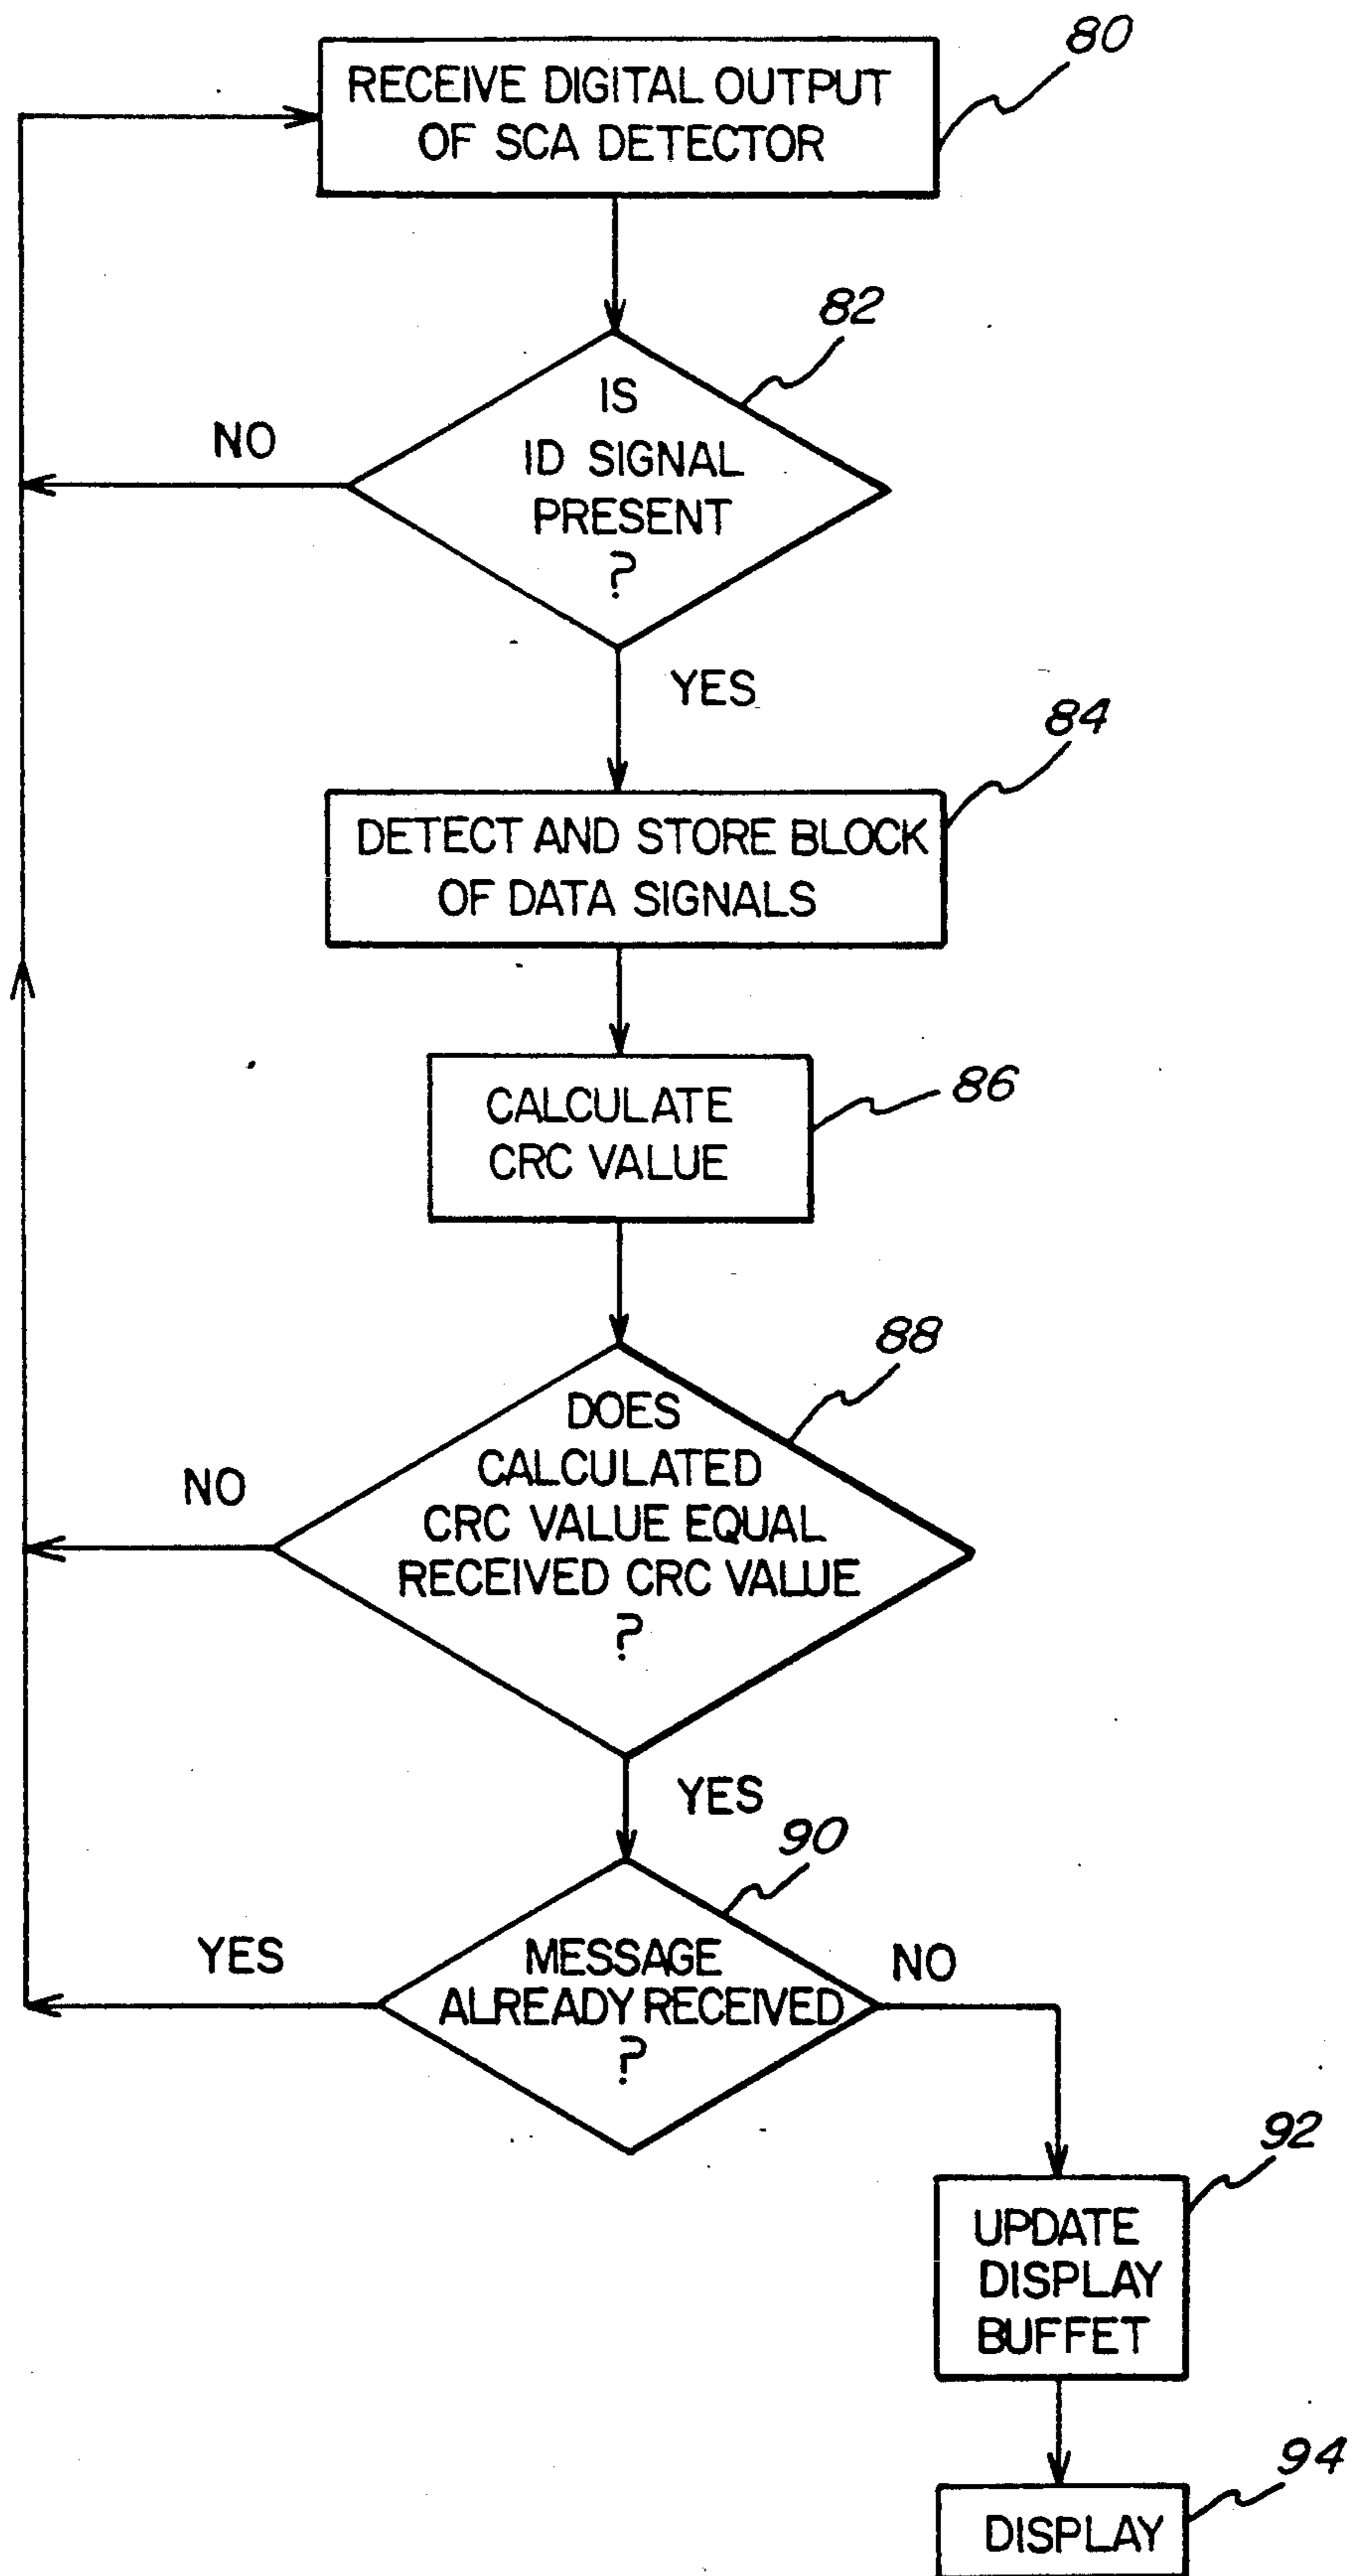 80
RECEIVE DIGITAL OUTPUT
OF SCA DETECTOR
82
IS
ID SIGNAL
PRESENT
?
NO
YES
84
DETECT AND STORE BLOCK
OF DATA SIGNALS
86
CALCULATE
CRC VALUE
88
DOES
CALCULATED
CRC VALUE EQUAL
RECEIVED CRC VALUE
?
NO
YES
90
MESSAGE
ALREADY RECEIVED
?
YES
NO
92
UPDATE
DISPLAY
BUFFET
94
DISPLAY